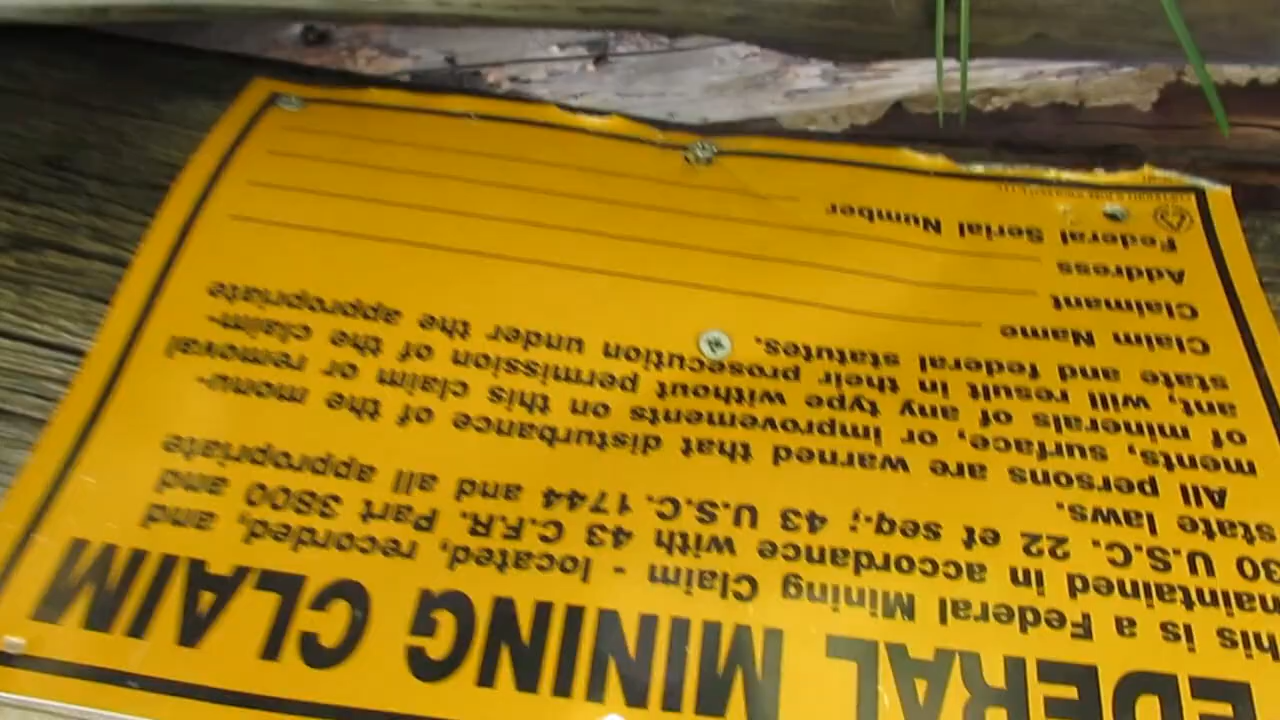 EDERAL MINING CLAIM
his is a Federal Mining Claim - located, recorded, and
naintained in accordance with 43 C.F.R. Part 3800 and
30 U.S.C. 22 et seq.; 43 U.S.C. 1744 and all appropriate
state laws.
All persons are warned that disturbance of the monu-
ments, surface, or improvements on this claim or removal
of minerals of any type without permission of the claim-
ant, will result in their prosecution under the appropriate
state and federal statutes.
Claim Name
Claimant
Address
Federal Serial Number